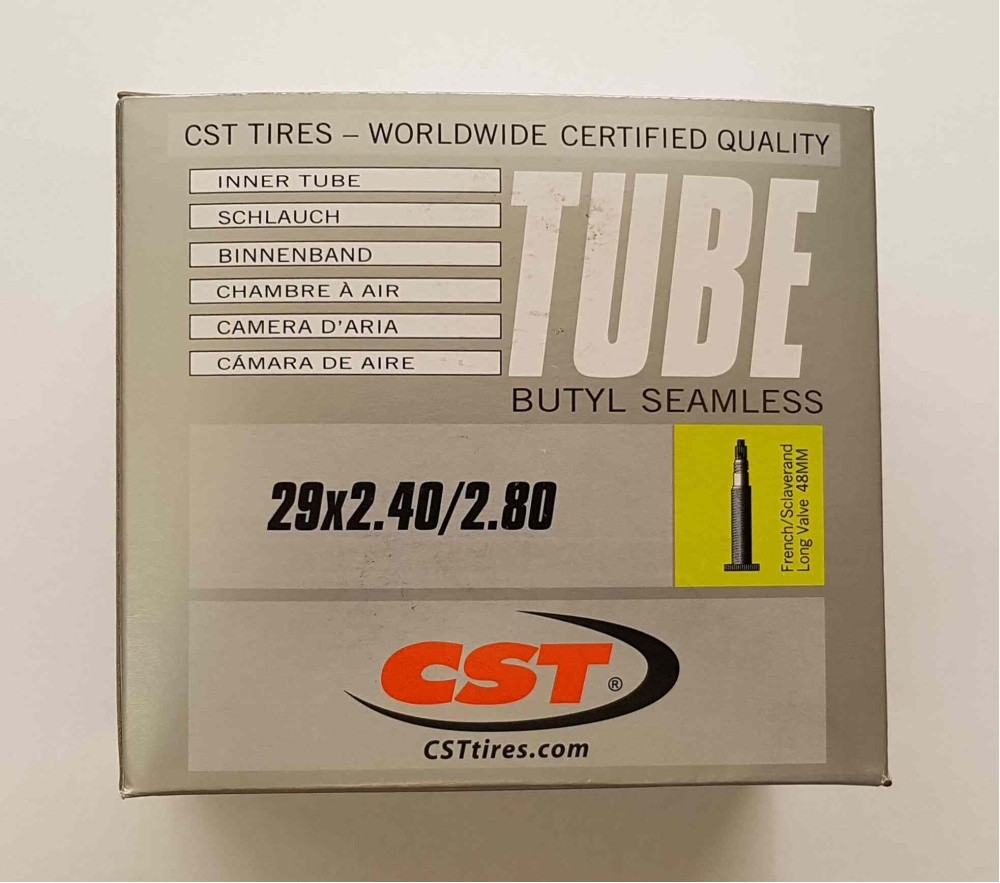 CST TIRES – WORLDWIDE CERTIFIED QUALITY
INNER TUBE
SCHLAUCH
BINNENBAND
CHAMBRE À AIR
CAMERA D'ARIA
CÁMARA DE AIRE
TUBE
BUTYL SEAMLESS
29x2.40/2.80
French/Sclaverand
Long Valve 48MM
CST®
CSTtires.com